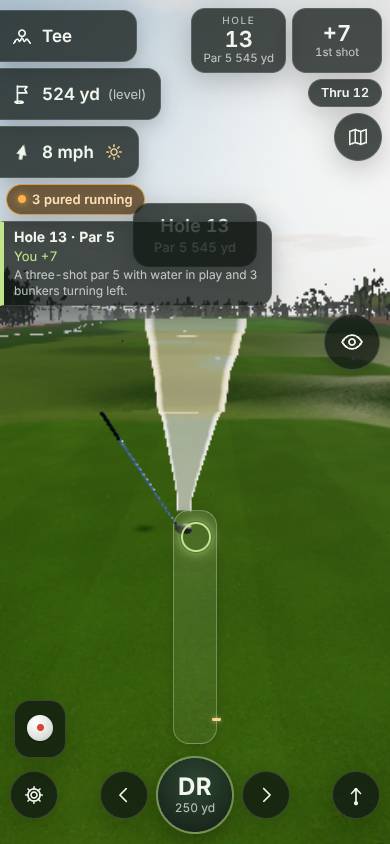 Tee
HOLE
13
Par 5 545 yd
+7
1st shot
524 yd (level)
Thru 12
8 mph
3 pured running
Hole 13
Par 5 545 yd
Hole 13 · Par 5
You +7
A three-shot par 5 with water in play and 3
bunkers turning left.
DR
250 yd